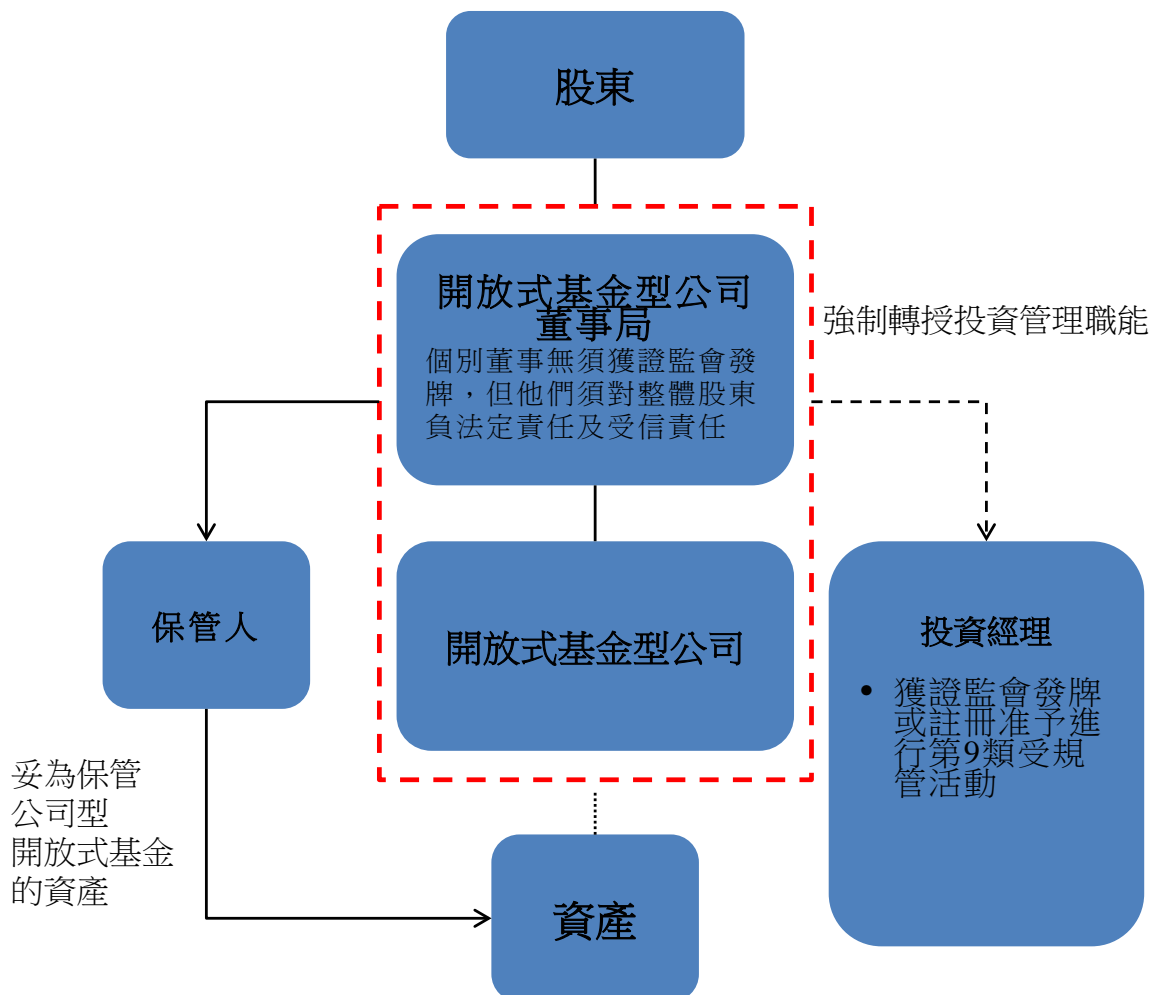 股東
開放式基金型公司
董事局
個別董事無須獲證監會發
牌，但他們須對整體股東
負法定責任及受信責任
強制轉授投資管理職能
保管人
開放式基金型公司
投資經理
• 獲證監會發牌
或註冊准予進
行第9類受規
管活動
妥為保管
公司型
開放式基金
的資產
資產